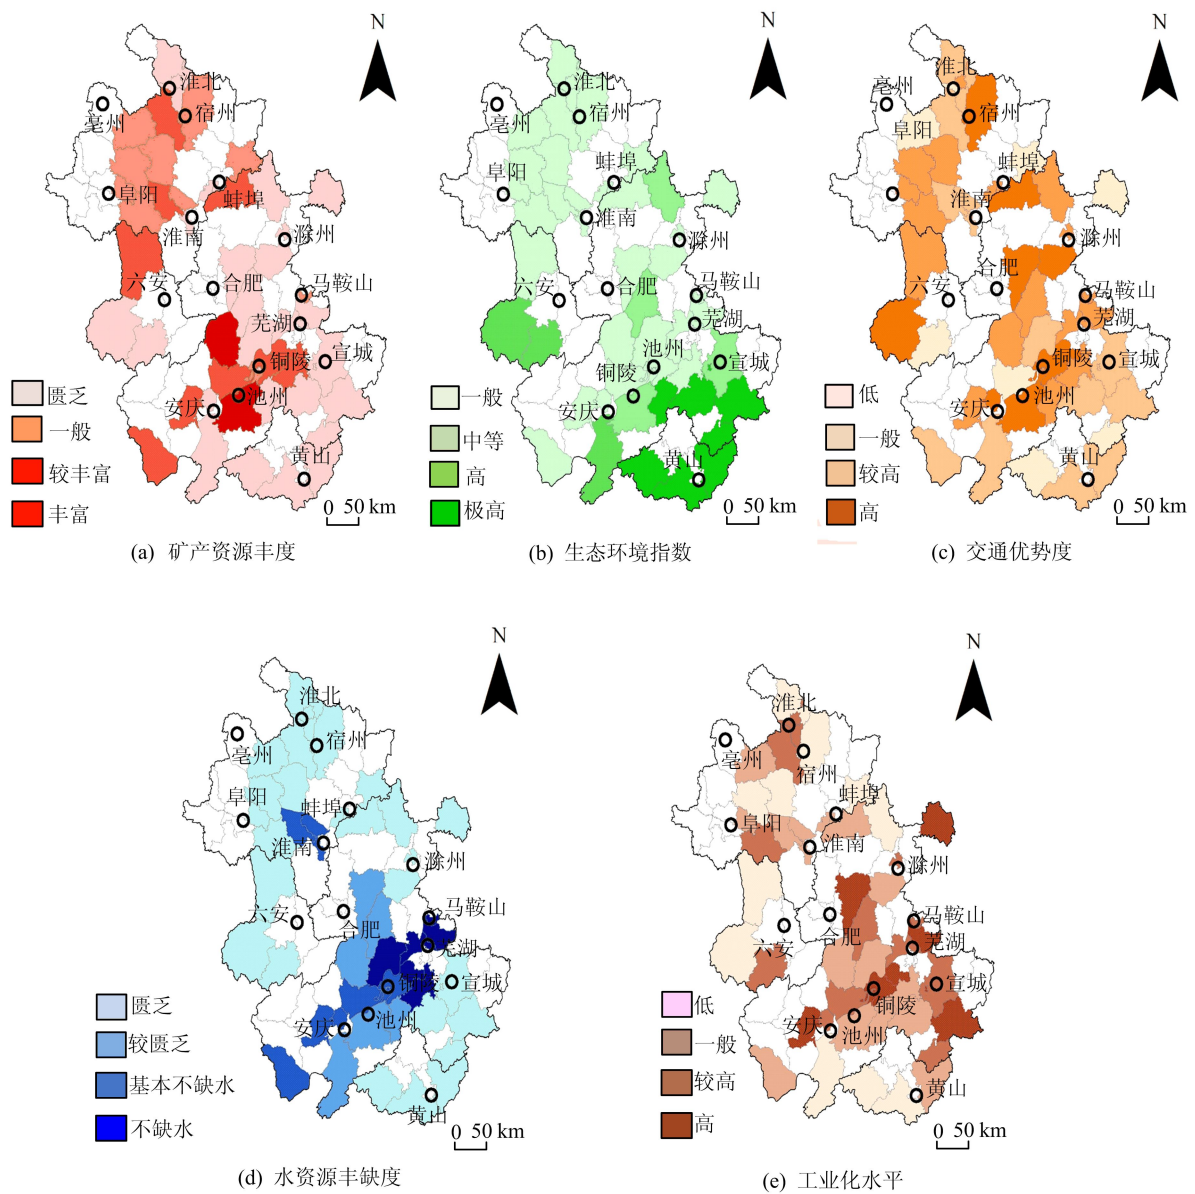 N
淮北
亳州
宿州
阜阳
蚌埠
淮南
滁州
六安
合肥
马鞍山
芜湖
铜陵
宣城
安庆
池州
黄山
匮乏
一般
较丰富
丰富
0 50 km
(a) 矿产资源丰度
N
淮北
亳州
宿州
蚌埠
阜阳
淮南
滁州
六安
合肥
马鞍山
芜湖
池州
宣城
铜陵
安庆
黄山
一般
中等
高
极高
0 50 km
(b) 生态环境指数
N
淮北
亳州
宿州
阜阳
蚌埠
淮南
滁州
合肥
六安
马鞍山
芜湖
铜陵
宣城
安庆
池州
黄山
低
一般
较高
高
0 50 km
(c) 交通优势度
N
淮北
亳州
宿州
阜阳
蚌埠
淮南
滁州
六安
合肥
马鞍山
芜湖
铜陵
宣城
安庆
池州
黄山
匮乏
较匮乏
基本不缺水
不缺水
0 50 km
(d) 水资源丰缺度
N
淮北
亳州
宿州
蚌埠
阜阳
淮南
滁州
合肥
六安
马鞍山
芜湖
宣城
铜陵
安庆
池州
黄山
低
一般
较高
高
0 50 km
(e) 工业化水平